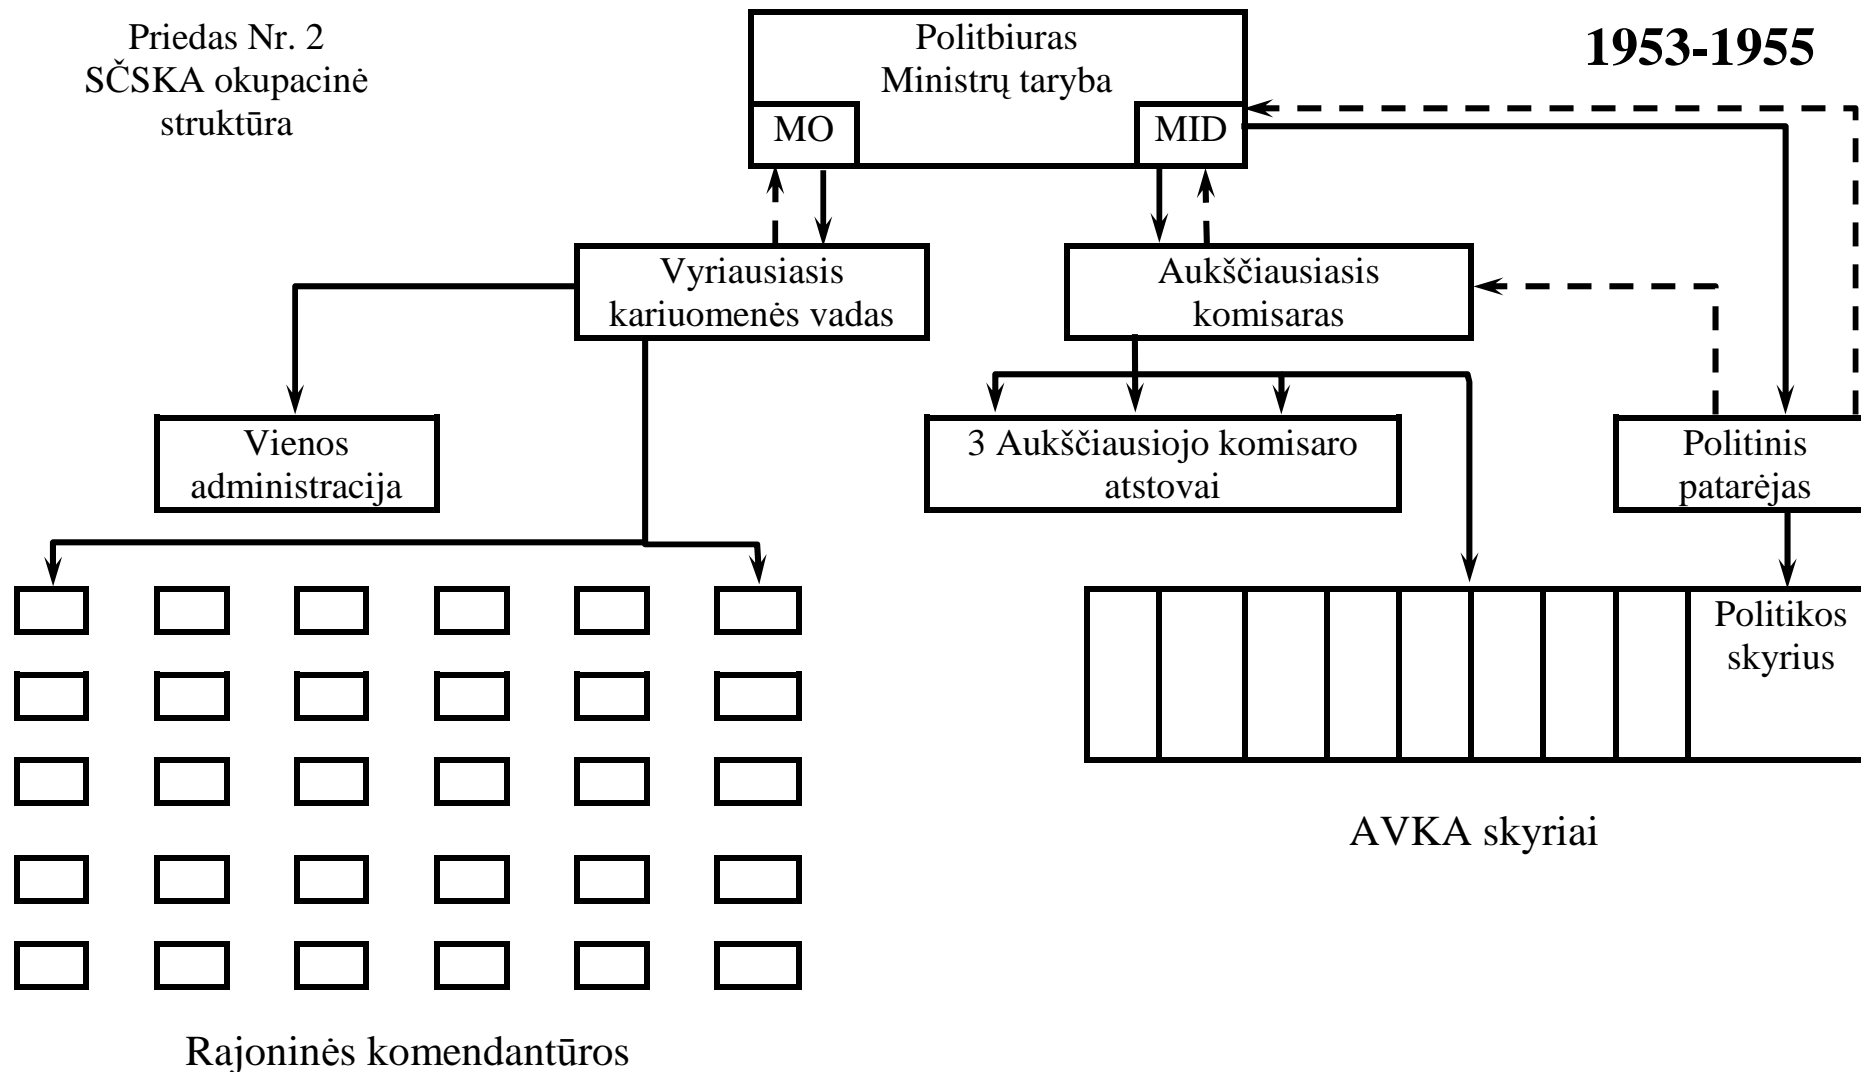 Priedas Nr. 2
SČSKA okupacinė
struktūra
Politbiuras
Ministrų taryba
1953-1955
MO
MID
Vyriausiasis
kariuomenės vadas
Aukščiausiasis
komisaras
Vienos
administracija
3 Aukščiausiojo komisaro
atstovai
Politinis
patarėjas
Politikos
skyrius
AVKA skyriai
Rajoninės komendantūros